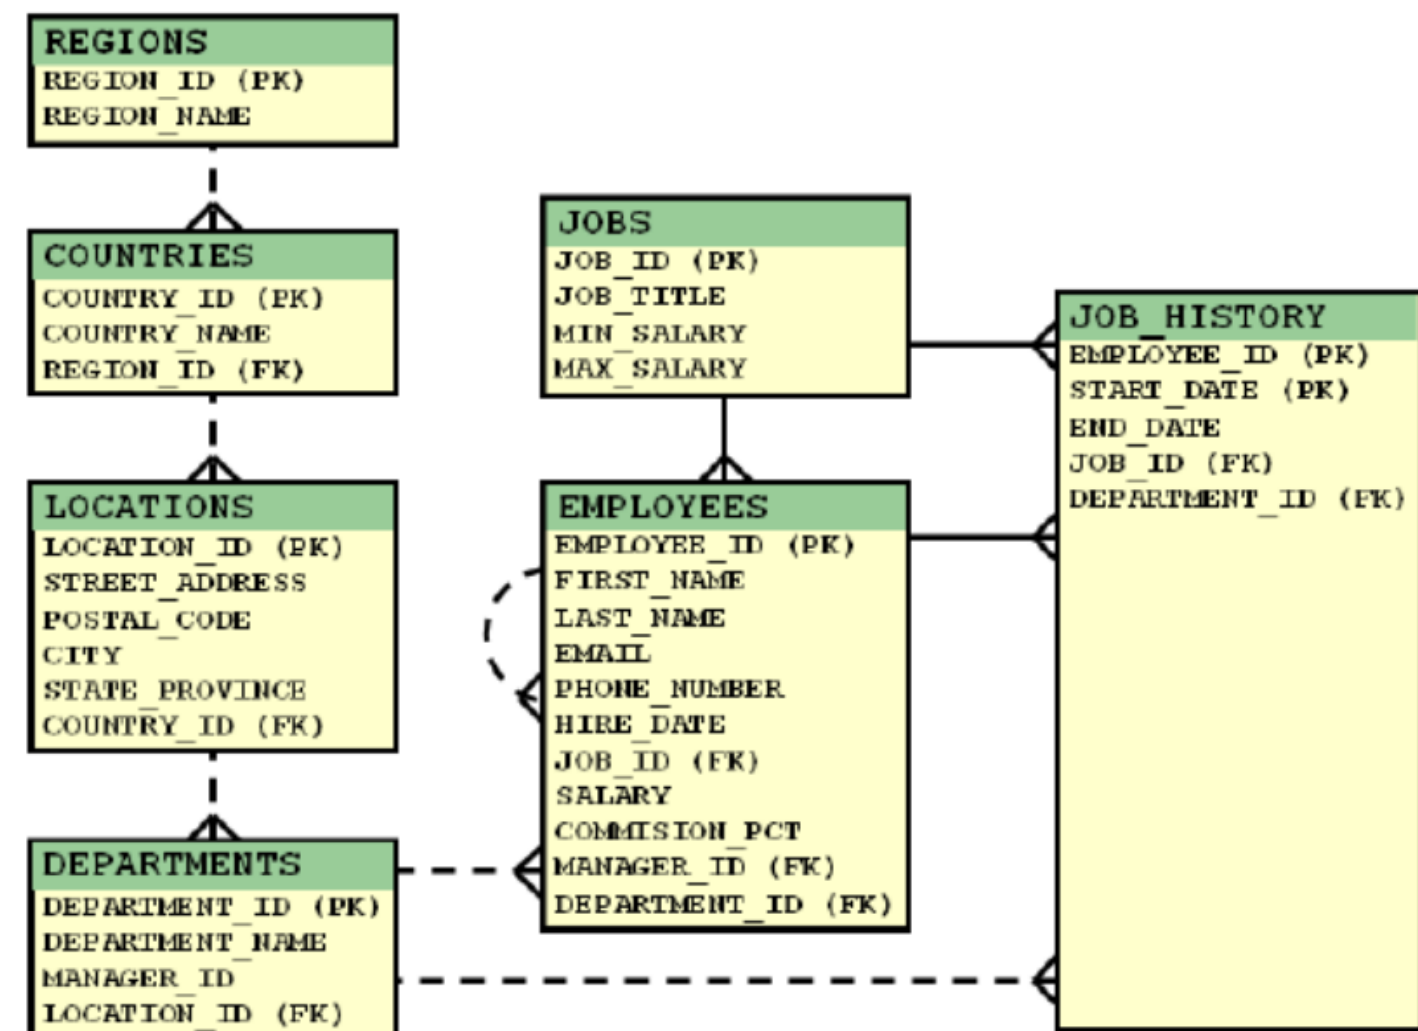 REGIONS
REGION_ID (PK)
REGION_NAME
COUNTRIES
COUNTRY_ID (PK)
COUNTRY_NAME
REGION_ID (FK)
LOCATIONS
LOCATION_ID (PK)
STREET_ADDRESS
POSTAL_CODE
CITY
STATE_PROVINCE
COUNTRY_ID (FK)
DEPARTMENTS
DEPARTMENT_ID (PK)
DEPARTMENT_NAME
MANAGER_ID
LOCATION_ID (FK)
JOBS
JOB_ID (PK)
JOB_TITLE
MIN_SALARY
MAX_SALARY
EMPLOYEES
EMPLOYEE_ID (PK)
FIRST_NAME
LAST_NAME
EMAIL
PHONE_NUMBER
HIRE_DATE
JOB_ID (FK)
SALARY
COMMISION_PCT
MANAGER_ID (FK)
DEPARTMENT_ID (FK)
JOB_HISTORY
EMPLOYEE_ID (PK)
START_DATE (PK)
END_DATE
JOB_ID (FK)
DEPARTMENT_ID (FK)